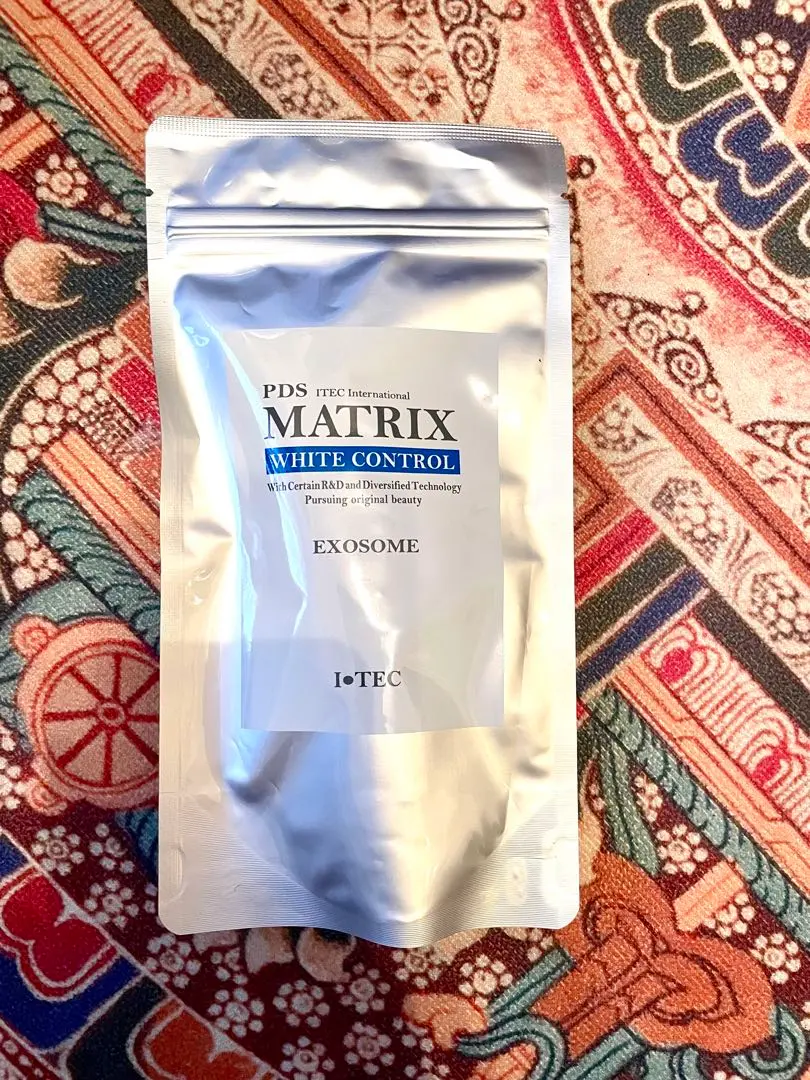 PDS ITEC International
MATRIX
WHITE CONTROL
With Certain R&D and Diversified Technology
Pursuing original beauty
EXOSOME
I•TEC